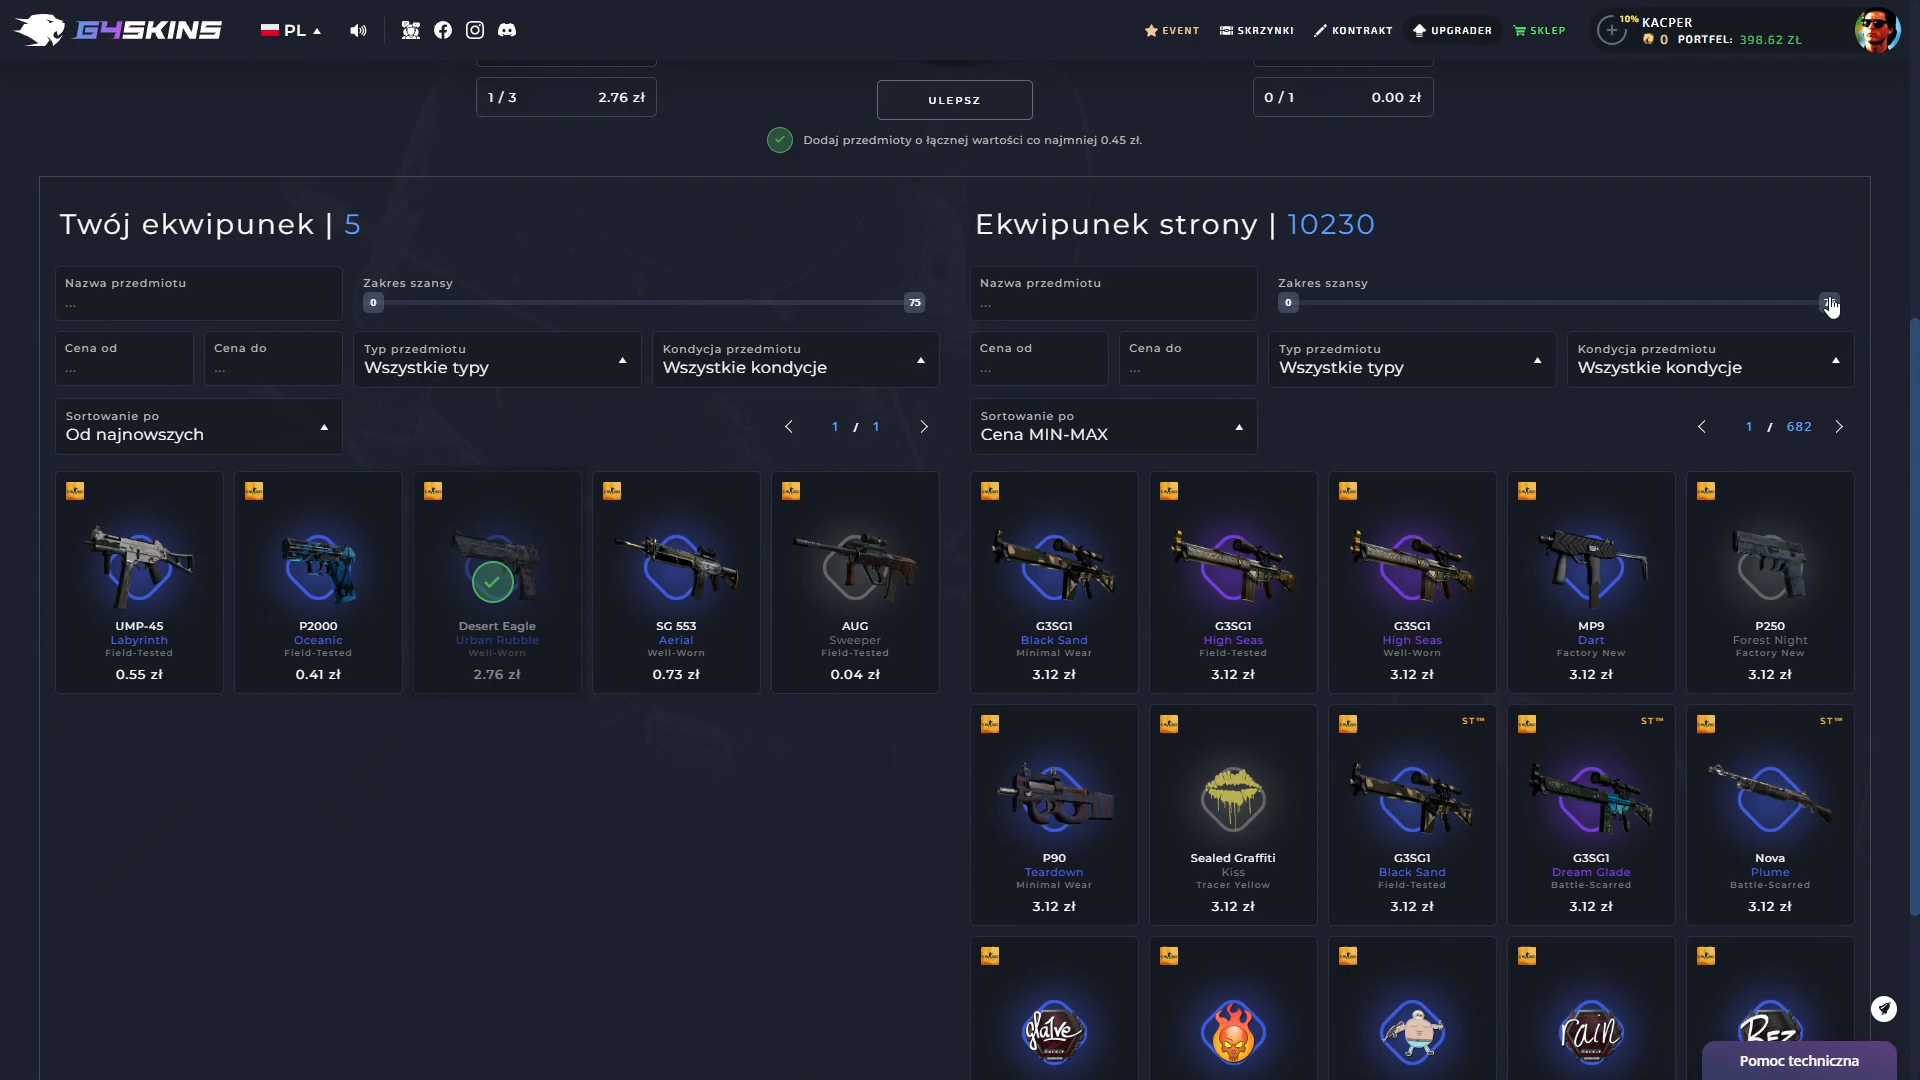 G4SKINS
PL
EVENT
SKRZYNKI
KONTRAKT
UPGRADER
SKLEP
10%
KACPER
0 PORTFEL: 398.62 ZŁ
1 / 3 2.76 zł
ULEPSZ
0 / 1 0.00 zł
Dodaj przedmioty o łącznej wartości co najmniej 0.45 zł.
Twój ekwipunek | 5
Nazwa przedmiotu
...
Zakres szansy
0 75
Cena od
...
Cena do
...
Typ przedmiotu
Wszystkie typy
Kondycja przedmiotu
Wszystkie kondycje
Sortowanie po
Od najnowszych
1 / 1
UMP-45
Labyrinth
Field-Tested
0.55 zł
P2000
Oceanic
Field-Tested
0.41 zł
Desert Eagle
Urban Rubble
Well-Worn
2.76 zł
SG 553
Aerial
Well-Worn
0.73 zł
AUG
Sweeper
Field-Tested
0.04 zł
Ekwipunek strony | 10230
Nazwa przedmiotu
...
Zakres szansy
0
Cena od
...
Cena do
...
Typ przedmiotu
Wszystkie typy
Kondycja przedmiotu
Wszystkie kondycje
Sortowanie po
Cena MIN-MAX
1 / 682
G3SG1
Black Sand
Minimal Wear
3.12 zł
G3SG1
High Seas
Field-Tested
3.12 zł
G3SG1
High Seas
Well-Worn
3.12 zł
MP9
Dart
Factory New
3.12 zł
P250
Forest Night
Factory New
3.12 zł
P90
Teardown
Minimal Wear
3.12 zł
Sealed Graffiti
Kiss
Tracer Yellow
3.12 zł
ST™
G3SG1
Black Sand
Field-Tested
3.12 zł
ST™
G3SG1
Dream Glade
Battle-Scarred
3.12 zł
ST™
Nova
Plume
Battle-Scarred
3.12 zł
gla1ve
rain
REZ
Pomoc techniczna